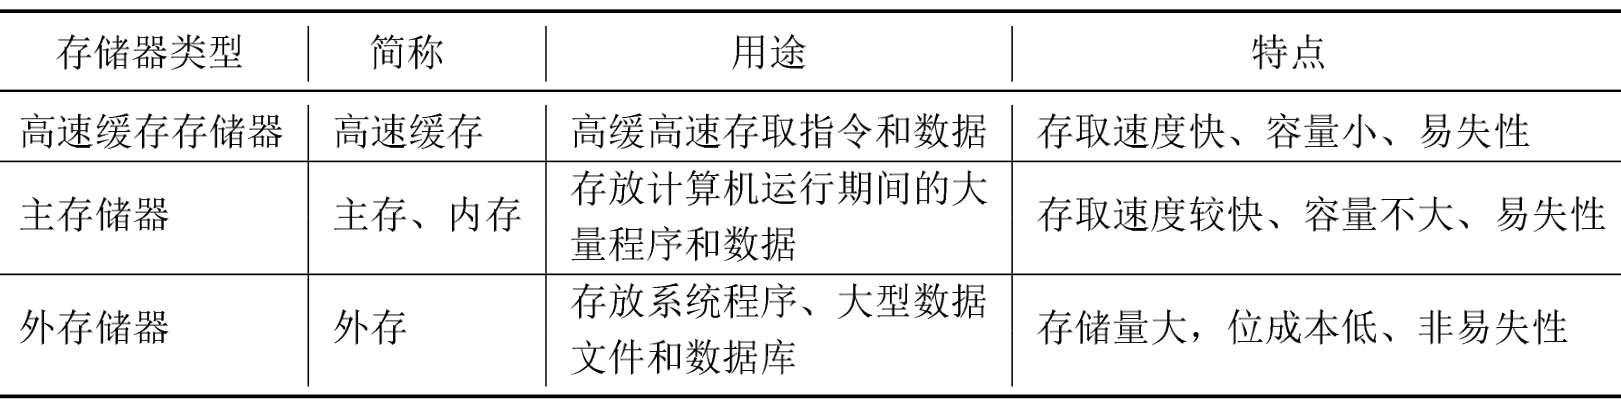 存储器类型 简称 用途 特点
高速缓存存储器 高速缓存 高缓高速存取指令和数据 存取速度快、容量小、易失性
主存储器 主存、内存 存放计算机运行期间的大
量程序和数据 存取速度较快、容量不大、易失性
外存储器 外存 存放系统程序、大型数据
文件和数据库 存储量大，位成本低、非易失性